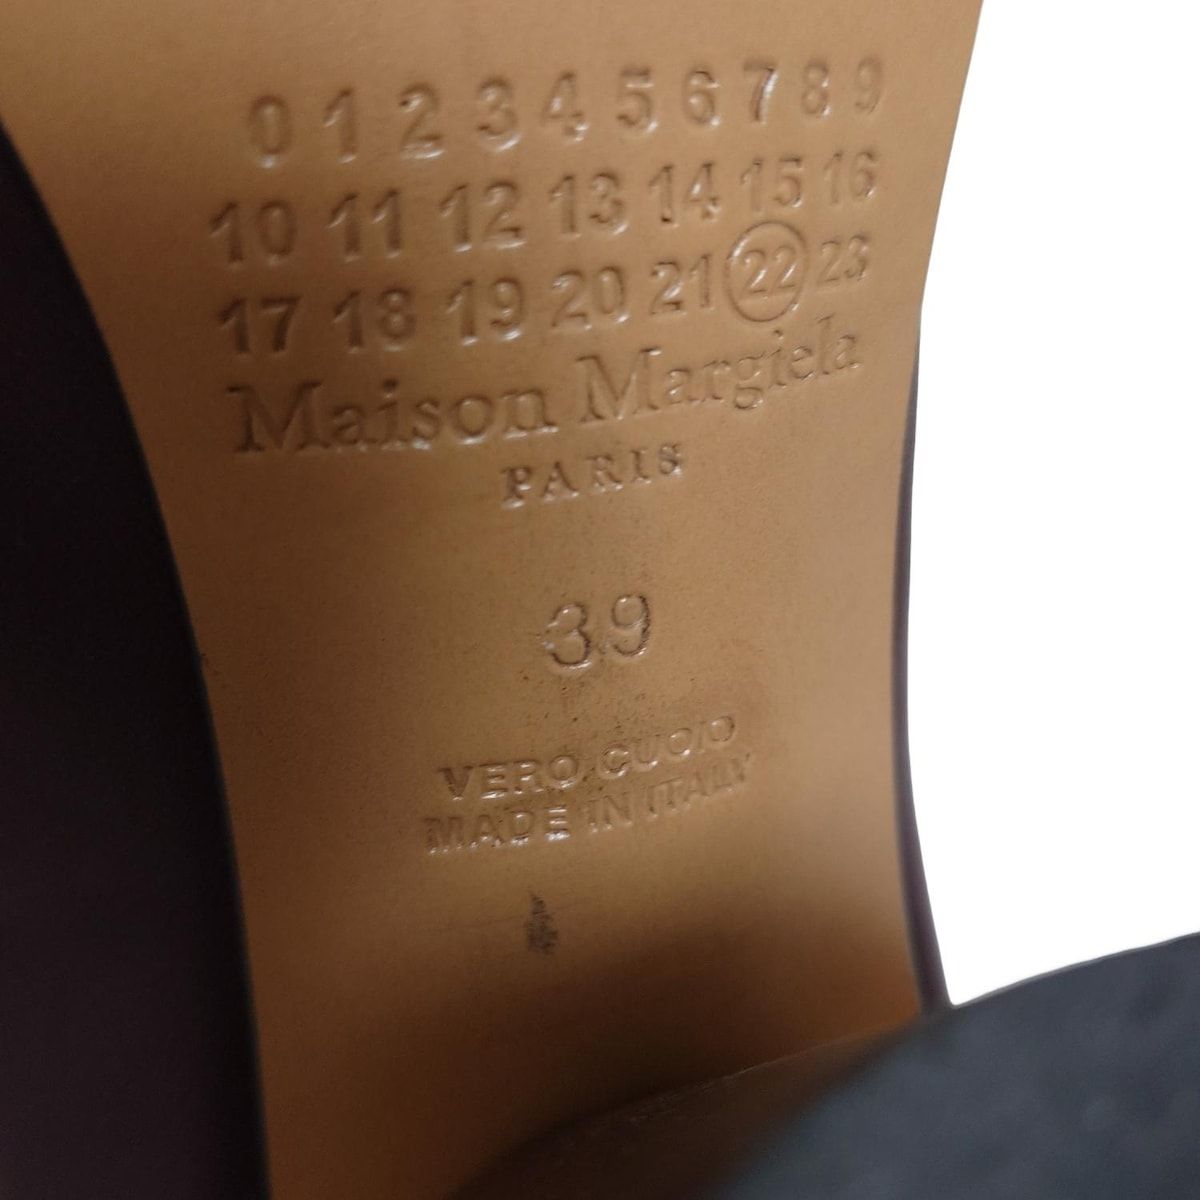 0 1 2 3 4 5 6 7 8 9
10 11 12 13 14 15 16
17 18 19 20 21 22 23
Maison Margiela
PARIS
39
VERO CUOIO
MADE IN ITALY